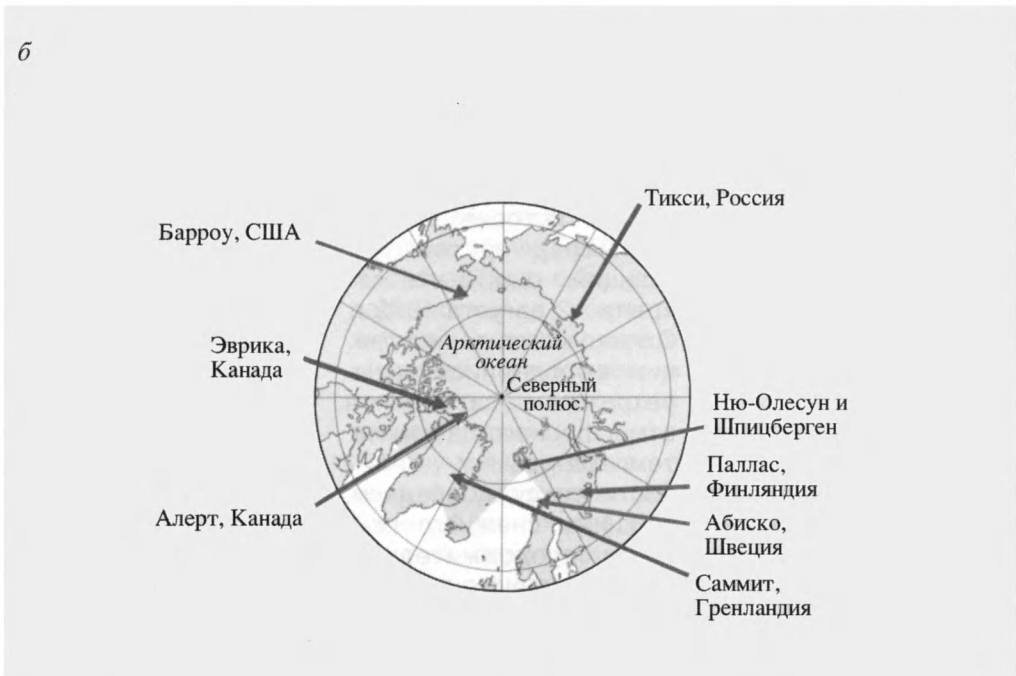 б
Тикси, Россия
Барроу, США
Эврика,
Канада
Арктический
океан
Северный
полюс
Ню-Олесун и
Шпицберген
Паллас,
Финляндия
Алерт, Канада
Абиско,
Швеция
Саммит,
Гренландия